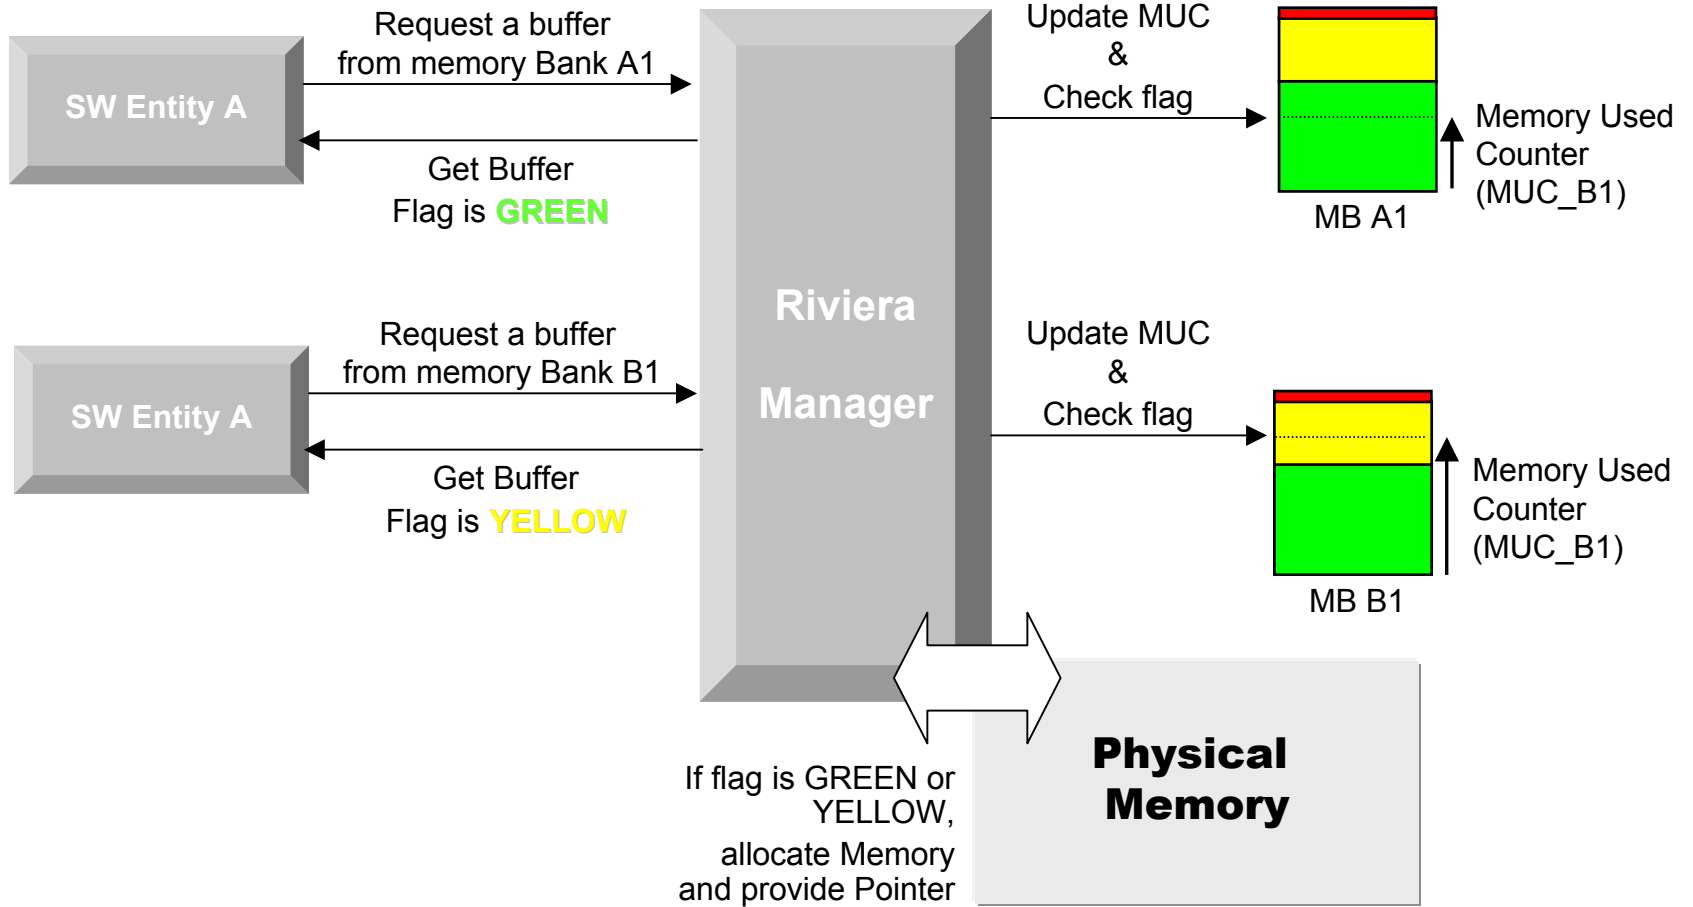 Request a buffer
from memory Bank A1
SW Entity A
Get Buffer
Flag is GREEN
Update MUC
&
Check flag
Memory Used
Counter
(MUC_B1)
MB A1
Riviera
Manager
Request a buffer
from memory Bank B1
SW Entity A
Get Buffer
Flag is YELLOW
Update MUC
&
Check flag
Memory Used
Counter
(MUC_B1)
MB B1
If flag is GREEN or
YELLOW,
allocate Memory
and provide Pointer
Physical
Memory